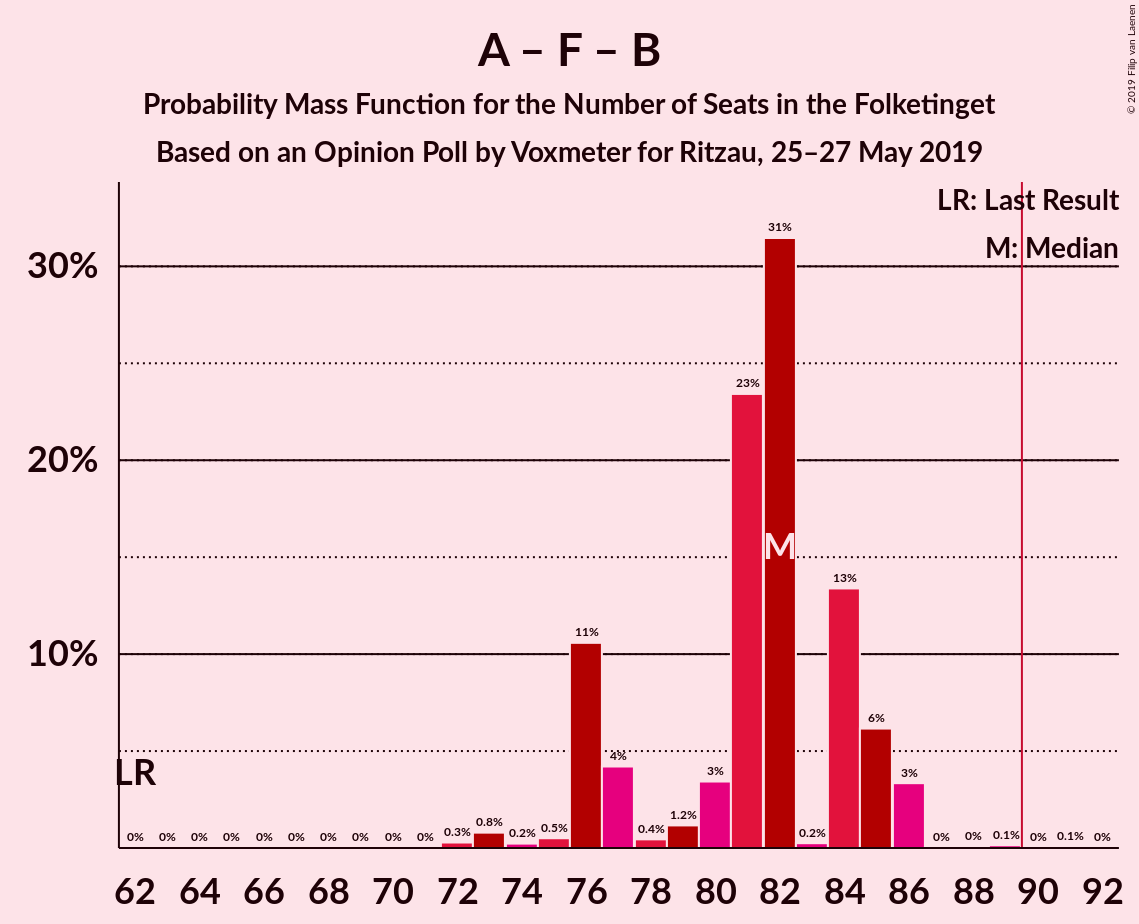 A – F – B
Probability Mass Function for the Number of Seats in the Folketinget
Based on an Opinion Poll by Voxmeter for Ritzau, 25–27 May 2019
© 2019 Filip van Laenen
LR: Last Result
M: Median
30%
20%
10%
LR
M
0% 0% 0% 0% 0% 0% 0% 0% 0% 0% 0.3% 0.8% 0.2% 0.5% 11% 4% 0.4% 1.2% 3% 23% 31% 0.2% 13% 6% 3% 0% 0% 0.1% 0% 0.1% 0%
62 64 66 68 70 72 74 76 78 80 82 84 86 88 90 92